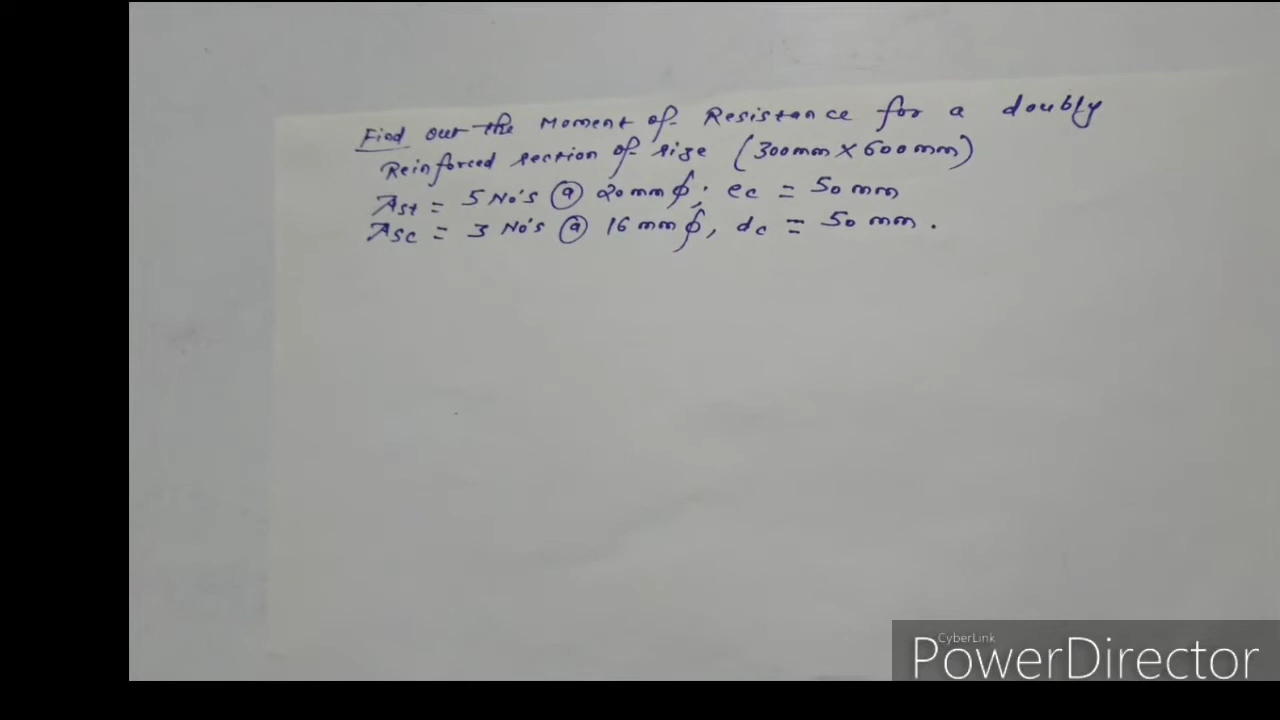 Find out the Moment of Resistance for a doubly
Reinforced section of size (300mm × 600mm)
Ast = 5 No's @ 20mm ϕ; ec = 50 mm
Asc = 3 No's @ 16 mm ϕ, dc = 50 mm.
CyberLink
PowerDirector